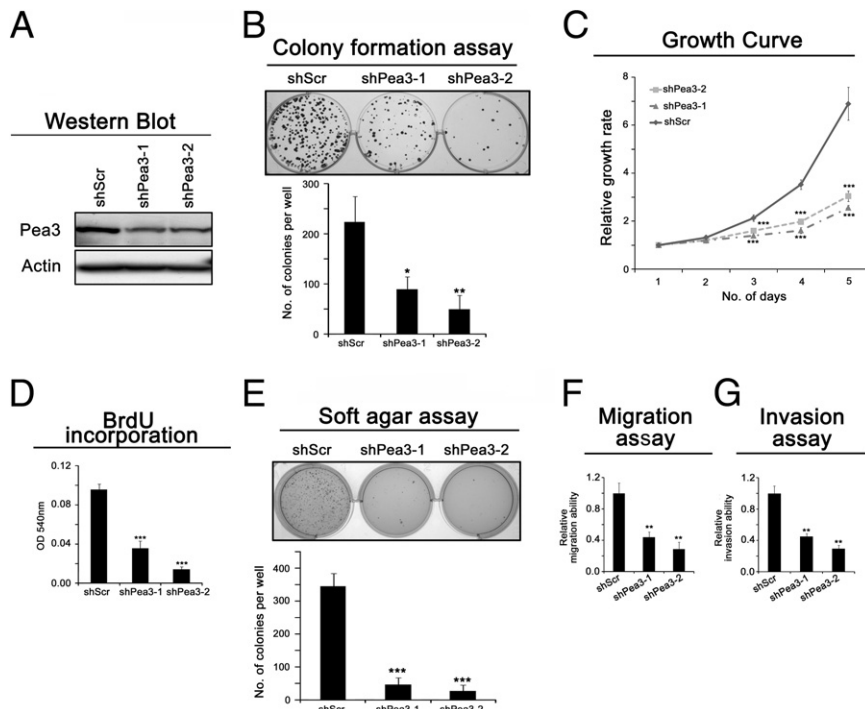 A
Western Blot
shScr
shPea3-1
shPea3-2
Pea3
Actin
B
Colony formation assay
shScr shPea3-1 shPea3-2
No. of colonies per well
300
200
100
0
*
**
shScr shPea3-1 shPea3-2
C
Growth Curve
Relative growth rate
8
6
4
2
0
shPea3-2
shPea3-1
shScr
*** *** ***
*** *** ***
1 2 3 4 5
No. of days
D
BrdU
incorporation
OD 540nm
0.12
0.08
0.04
0.00
***
***
shScr shPea3-1 shPea3-2
E
Soft agar assay
shScr shPea3-1 shPea3-2
No. of colonies per well
400
300
200
100
0
*** ***
shScr shPea3-1 shPea3-2
F
Migration
assay
Relative
migration ability
1.2
0.8
0.4
0.0
** **
shScr
shPea3-1
shPea3-2
G
Invasion
assay
Relative
invasion ability
1.2
0.8
0.4
0.0
**
**
shScr
shPea3-1
shPea3-2